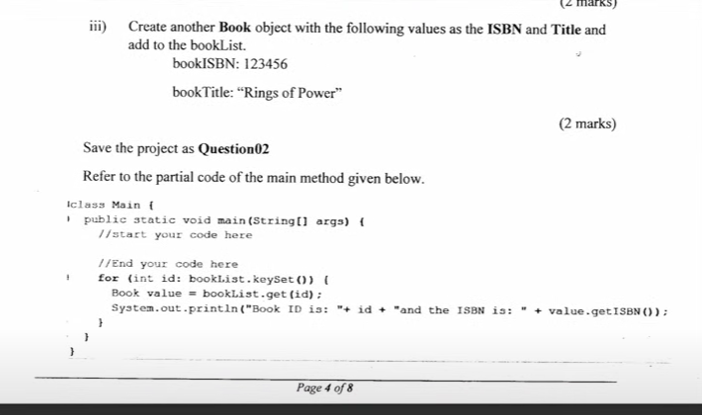 (2 marks)
iii) Create another Book object with the following values as the ISBN and Title and
add to the bookList.
bookISBN: 123456
bookTitle: “Rings of Power”
(2 marks)
Save the project as Question02
Refer to the partial code of the main method given below.
class Main {
public static void main(String[] args) {
//start your code here
//End your code here
for (int id: bookList.keySet()) {
Book value = bookList.get(id);
System.out.println("Book ID is: "+ id + "and the ISBN is: " + value.getISBN());
}
}
}
Page 4 of 8